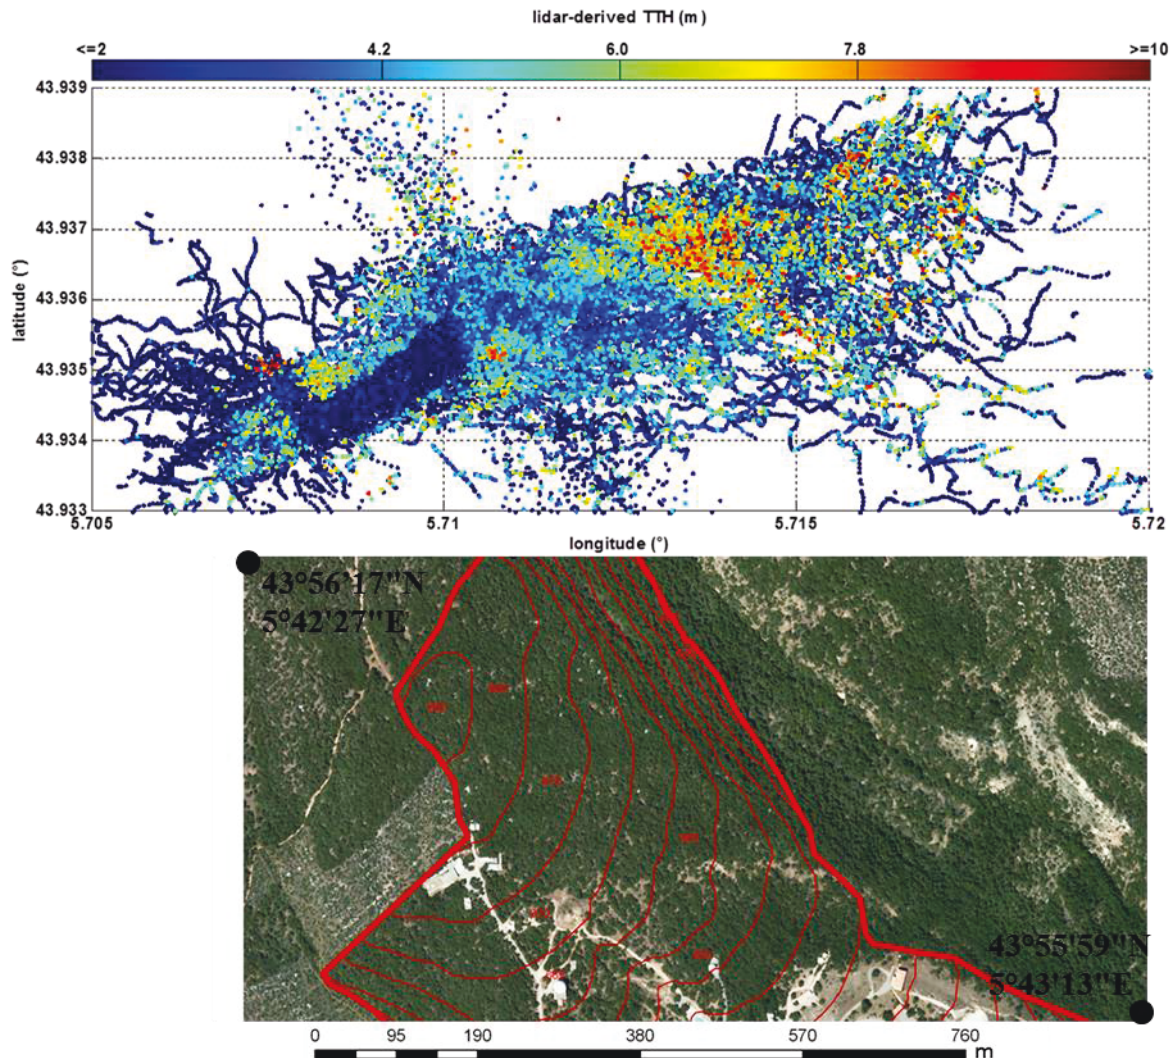 lidar-derived TTH (m)
<=2 4.2 6.0 7.8 >=10
43.939
43.938
43.937
43.936
43.935
43.934
43.933
latitude (°)
5.705 5.71 5.715 5.72
longitude (°)
43°56'17"N
5°42'27"E
43°55'59"N
5°43'13"E
0 95 190 380 570 760
m